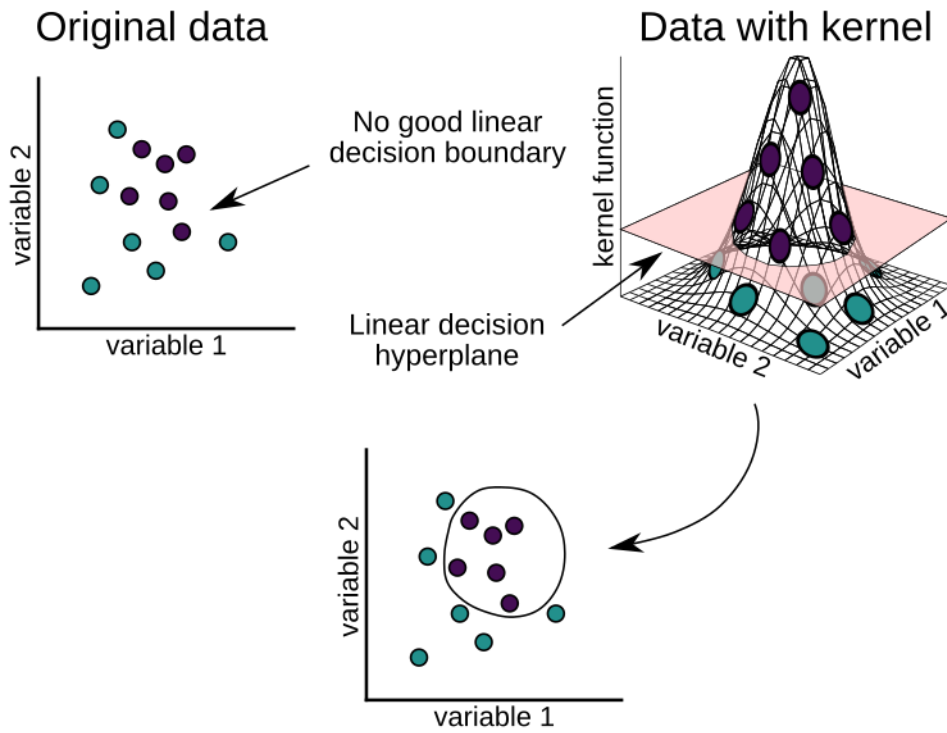 Original data
variable 2
variable 1
No good linear
decision boundary
Data with kernel
kernel function
variable 2
variable 1
Linear decision
hyperplane
variable 2
variable 1